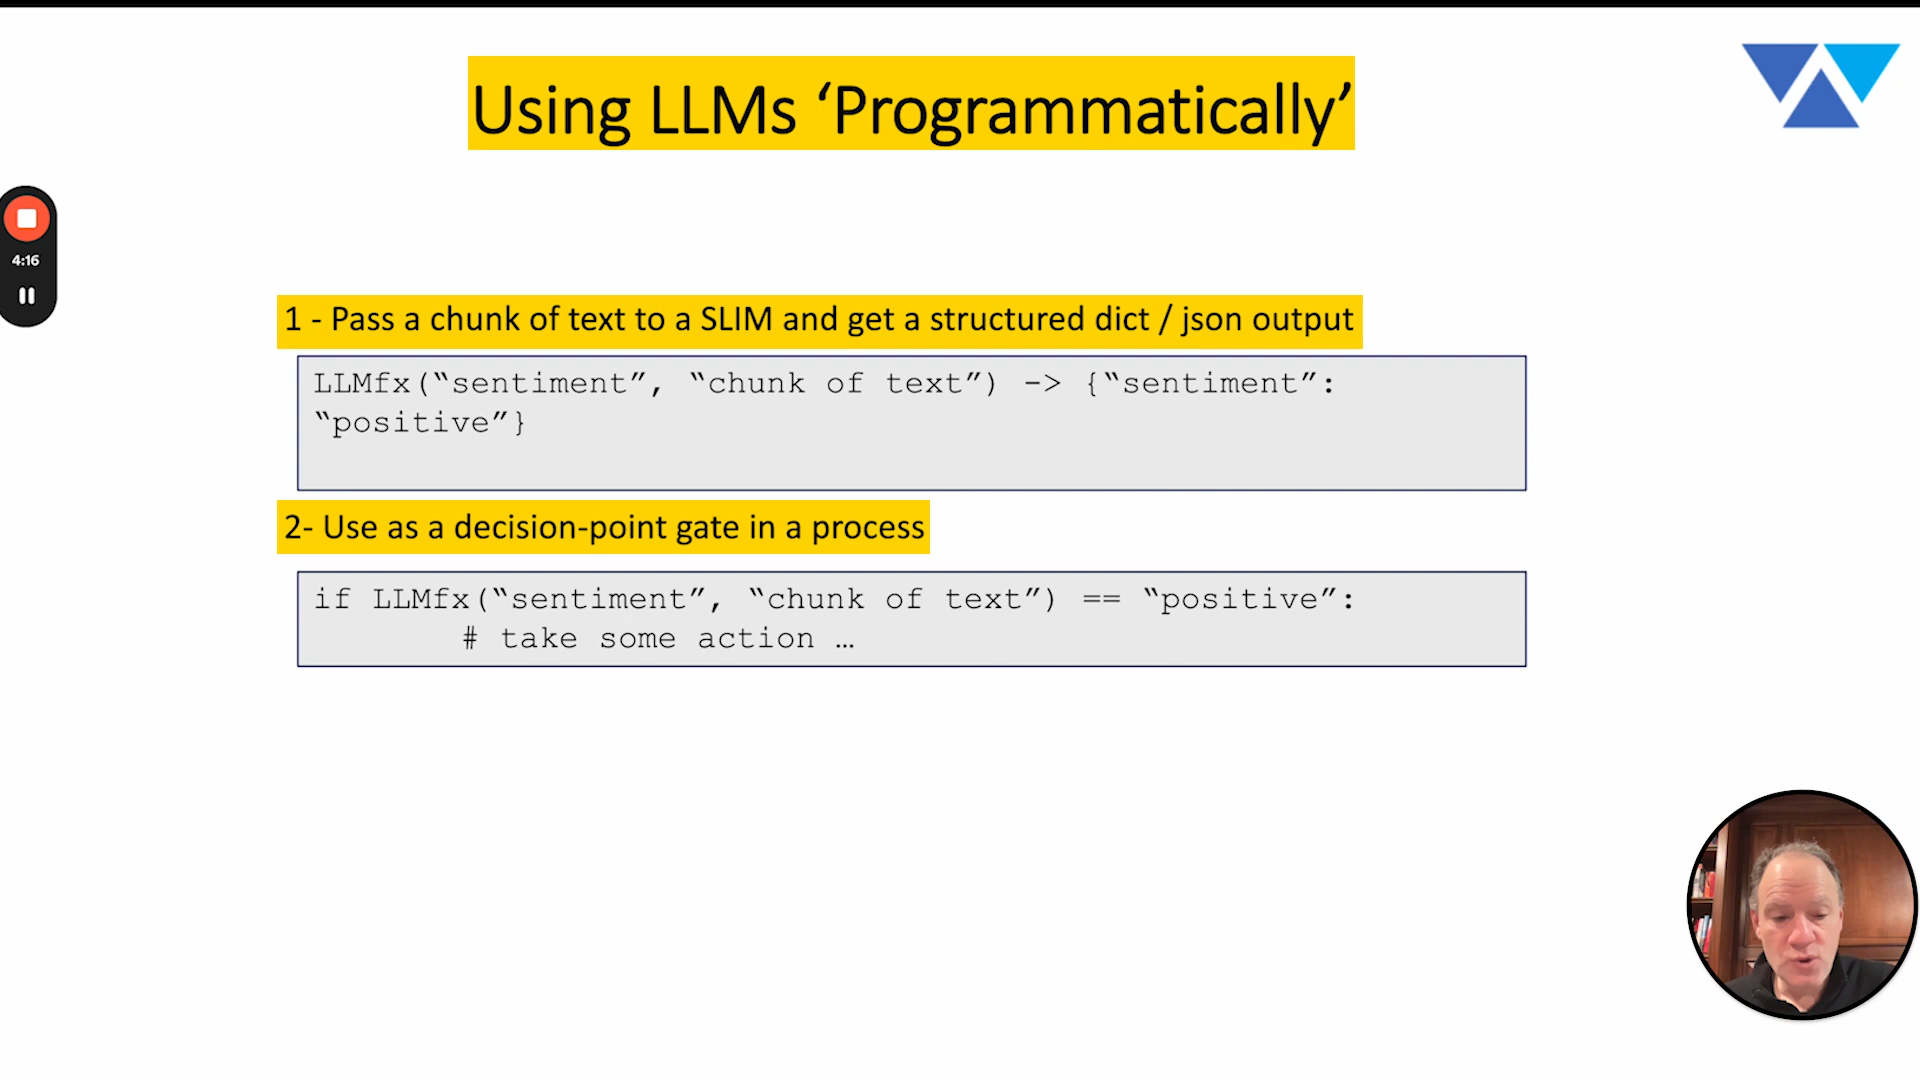 Using LLMs ‘Programmatically’
4:16
1 - Pass a chunk of text to a SLIM and get a structured dict / json output
LLMfx(“sentiment”, “chunk of text”) -> {“sentiment”:
“positive”}
2- Use as a decision-point gate in a process
if LLMfx(“sentiment”, “chunk of text”) == “positive”:
# take some action …